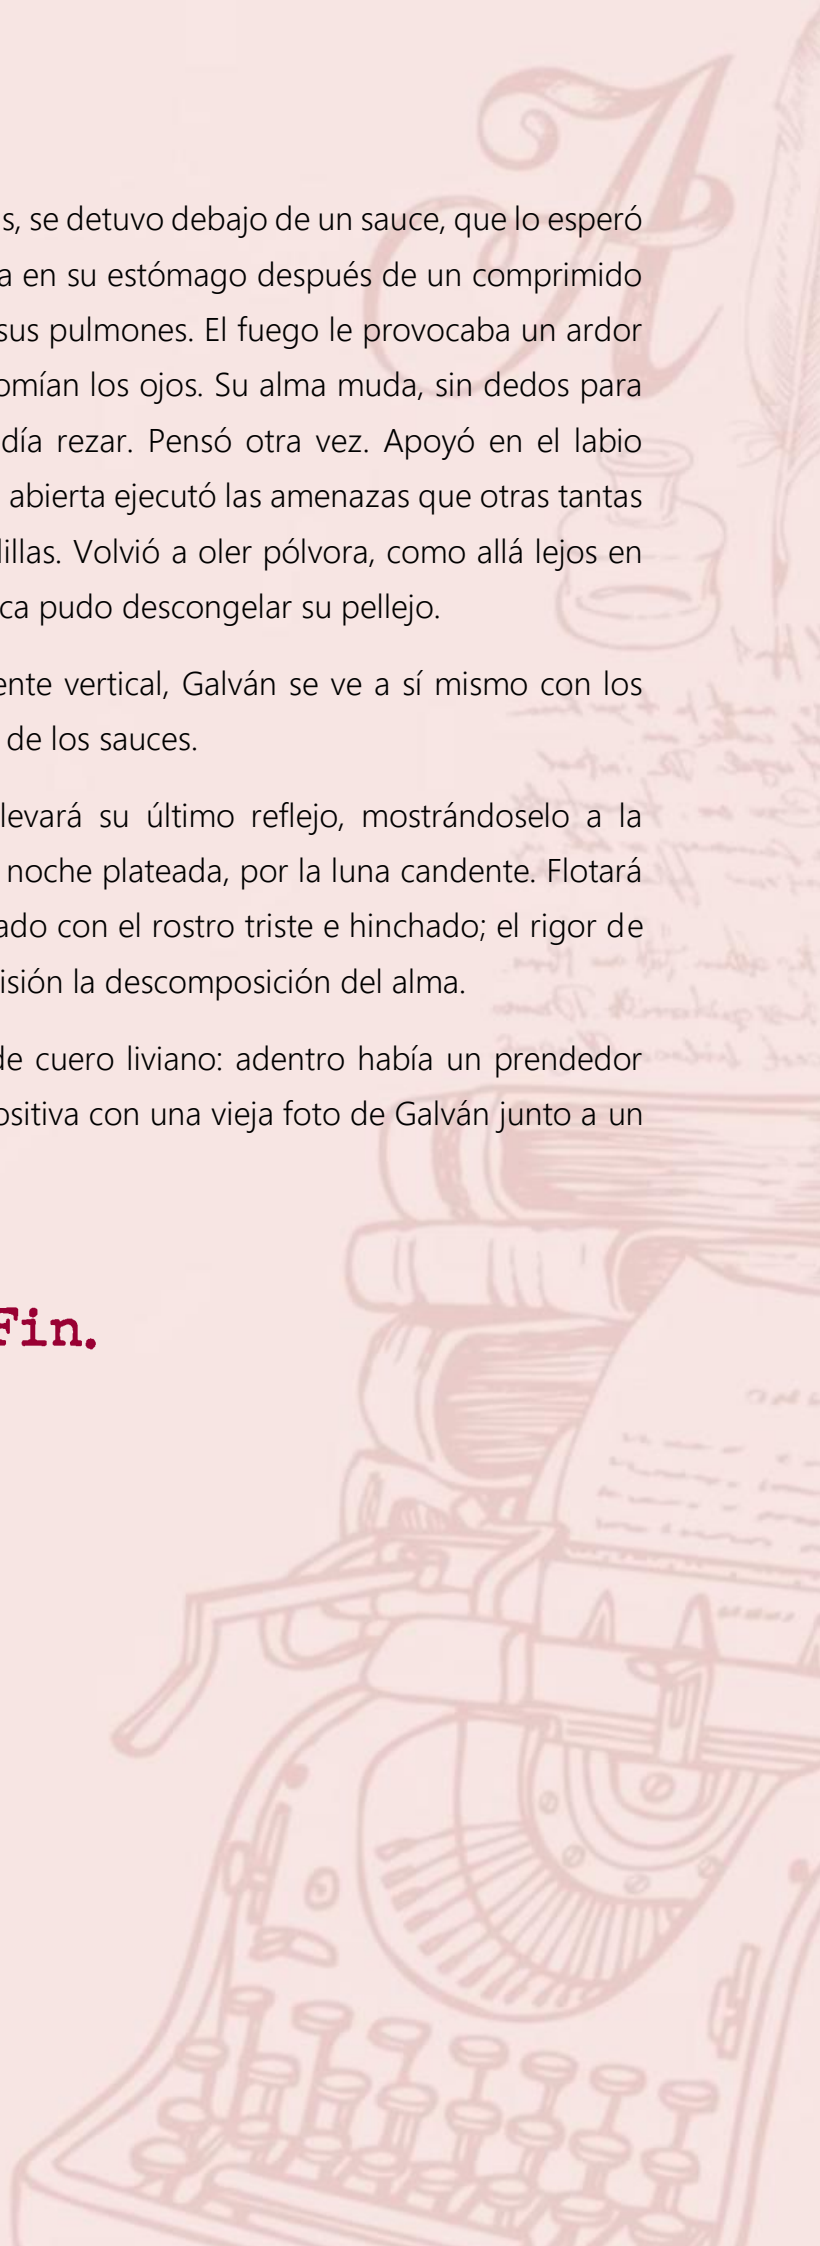 s, se detuvo debajo de un sauce, que lo esperó
a en su estómago después de un comprimido
sus pulmones. El fuego le provocaba un ardor
omían los ojos. Su alma muda, sin dedos para
día rezar. Pensó otra vez. Apoyó en el labio
abierta ejecutó las amenazas que otras tantas
illas. Volvió a oler pólvora, como allá lejos en
ca pudo descongelar su pellejo.
ente vertical, Galván se ve a sí mismo con los
de los sauces.
levará su último reflejo, mostrándoselo a la
noche plateada, por la luna candente. Flotará
ado con el rostro triste e hinchado; el rigor de
isión la descomposición del alma.
de cuero liviano: adentro había un prendedor
ositiva con una vieja foto de Galván junto a un
Fin.
A